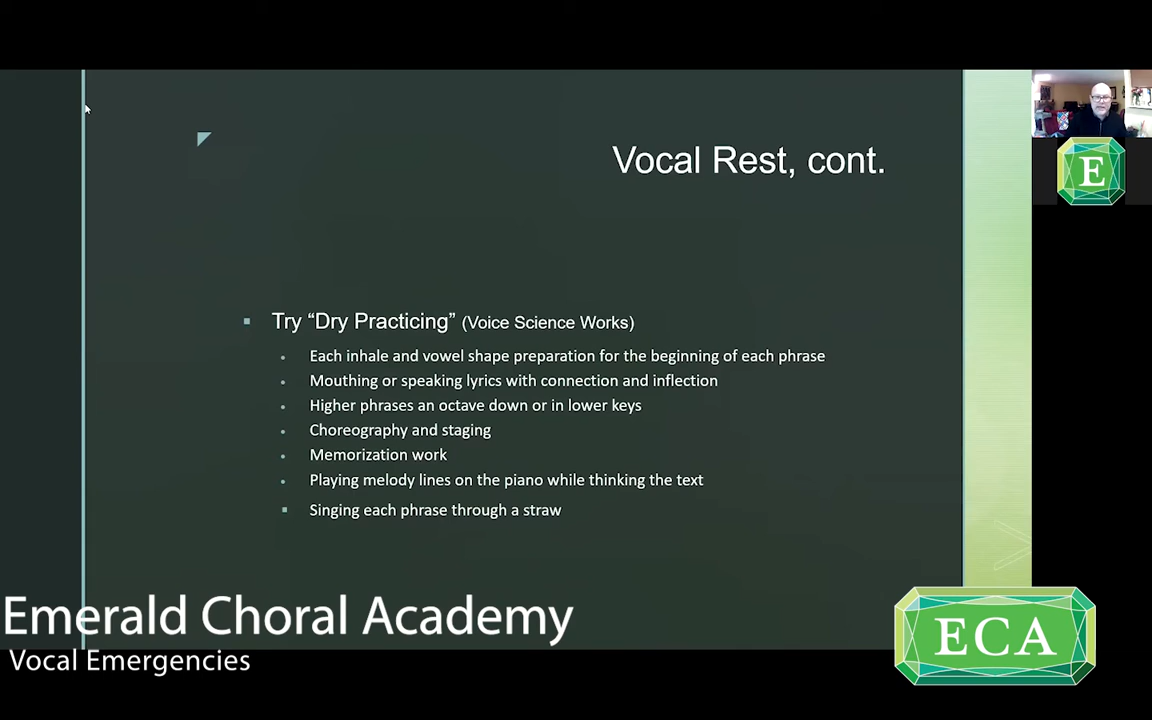 Vocal Rest, cont.
E
Try “Dry Practicing” (Voice Science Works)
Each inhale and vowel shape preparation for the beginning of each phrase
Mouthing or speaking lyrics with connection and inflection
Higher phrases an octave down or in lower keys
Choreography and staging
Memorization work
Playing melody lines on the piano while thinking the text
Singing each phrase through a straw
Emerald Choral Academy
Vocal Emergencies
ECA